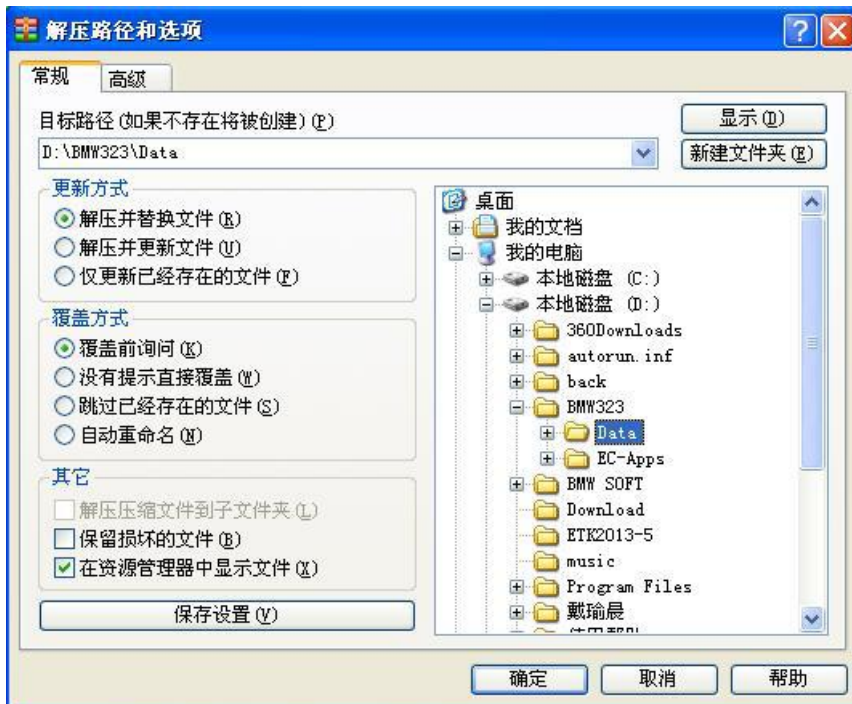 解压路径和选项
常规
高级
目标路径(如果不存在将被创建)(P)
显示(D)
D:\BMW323\Data
新建文件夹(E)
更新方式
解压并替换文件(R)
解压并更新文件(U)
仅更新已经存在的文件(F)
覆盖方式
覆盖前询问(K)
没有提示直接覆盖(W)
跳过已经存在的文件(S)
自动重命名(N)
其它
解压压缩文件到子文件夹(L)
保留损坏的文件(B)
在资源管理器中显示文件(X)
保存设置(V)
桌面
我的文档
我的电脑
本地磁盘 (C:)
本地磁盘 (D:)
360Downloads
autorun.inf
back
BMW323
Data
EC-Apps
BMW SOFT
Download
ETK2013-5
music
Program Files
戴瑜晨
确定
取消
帮助